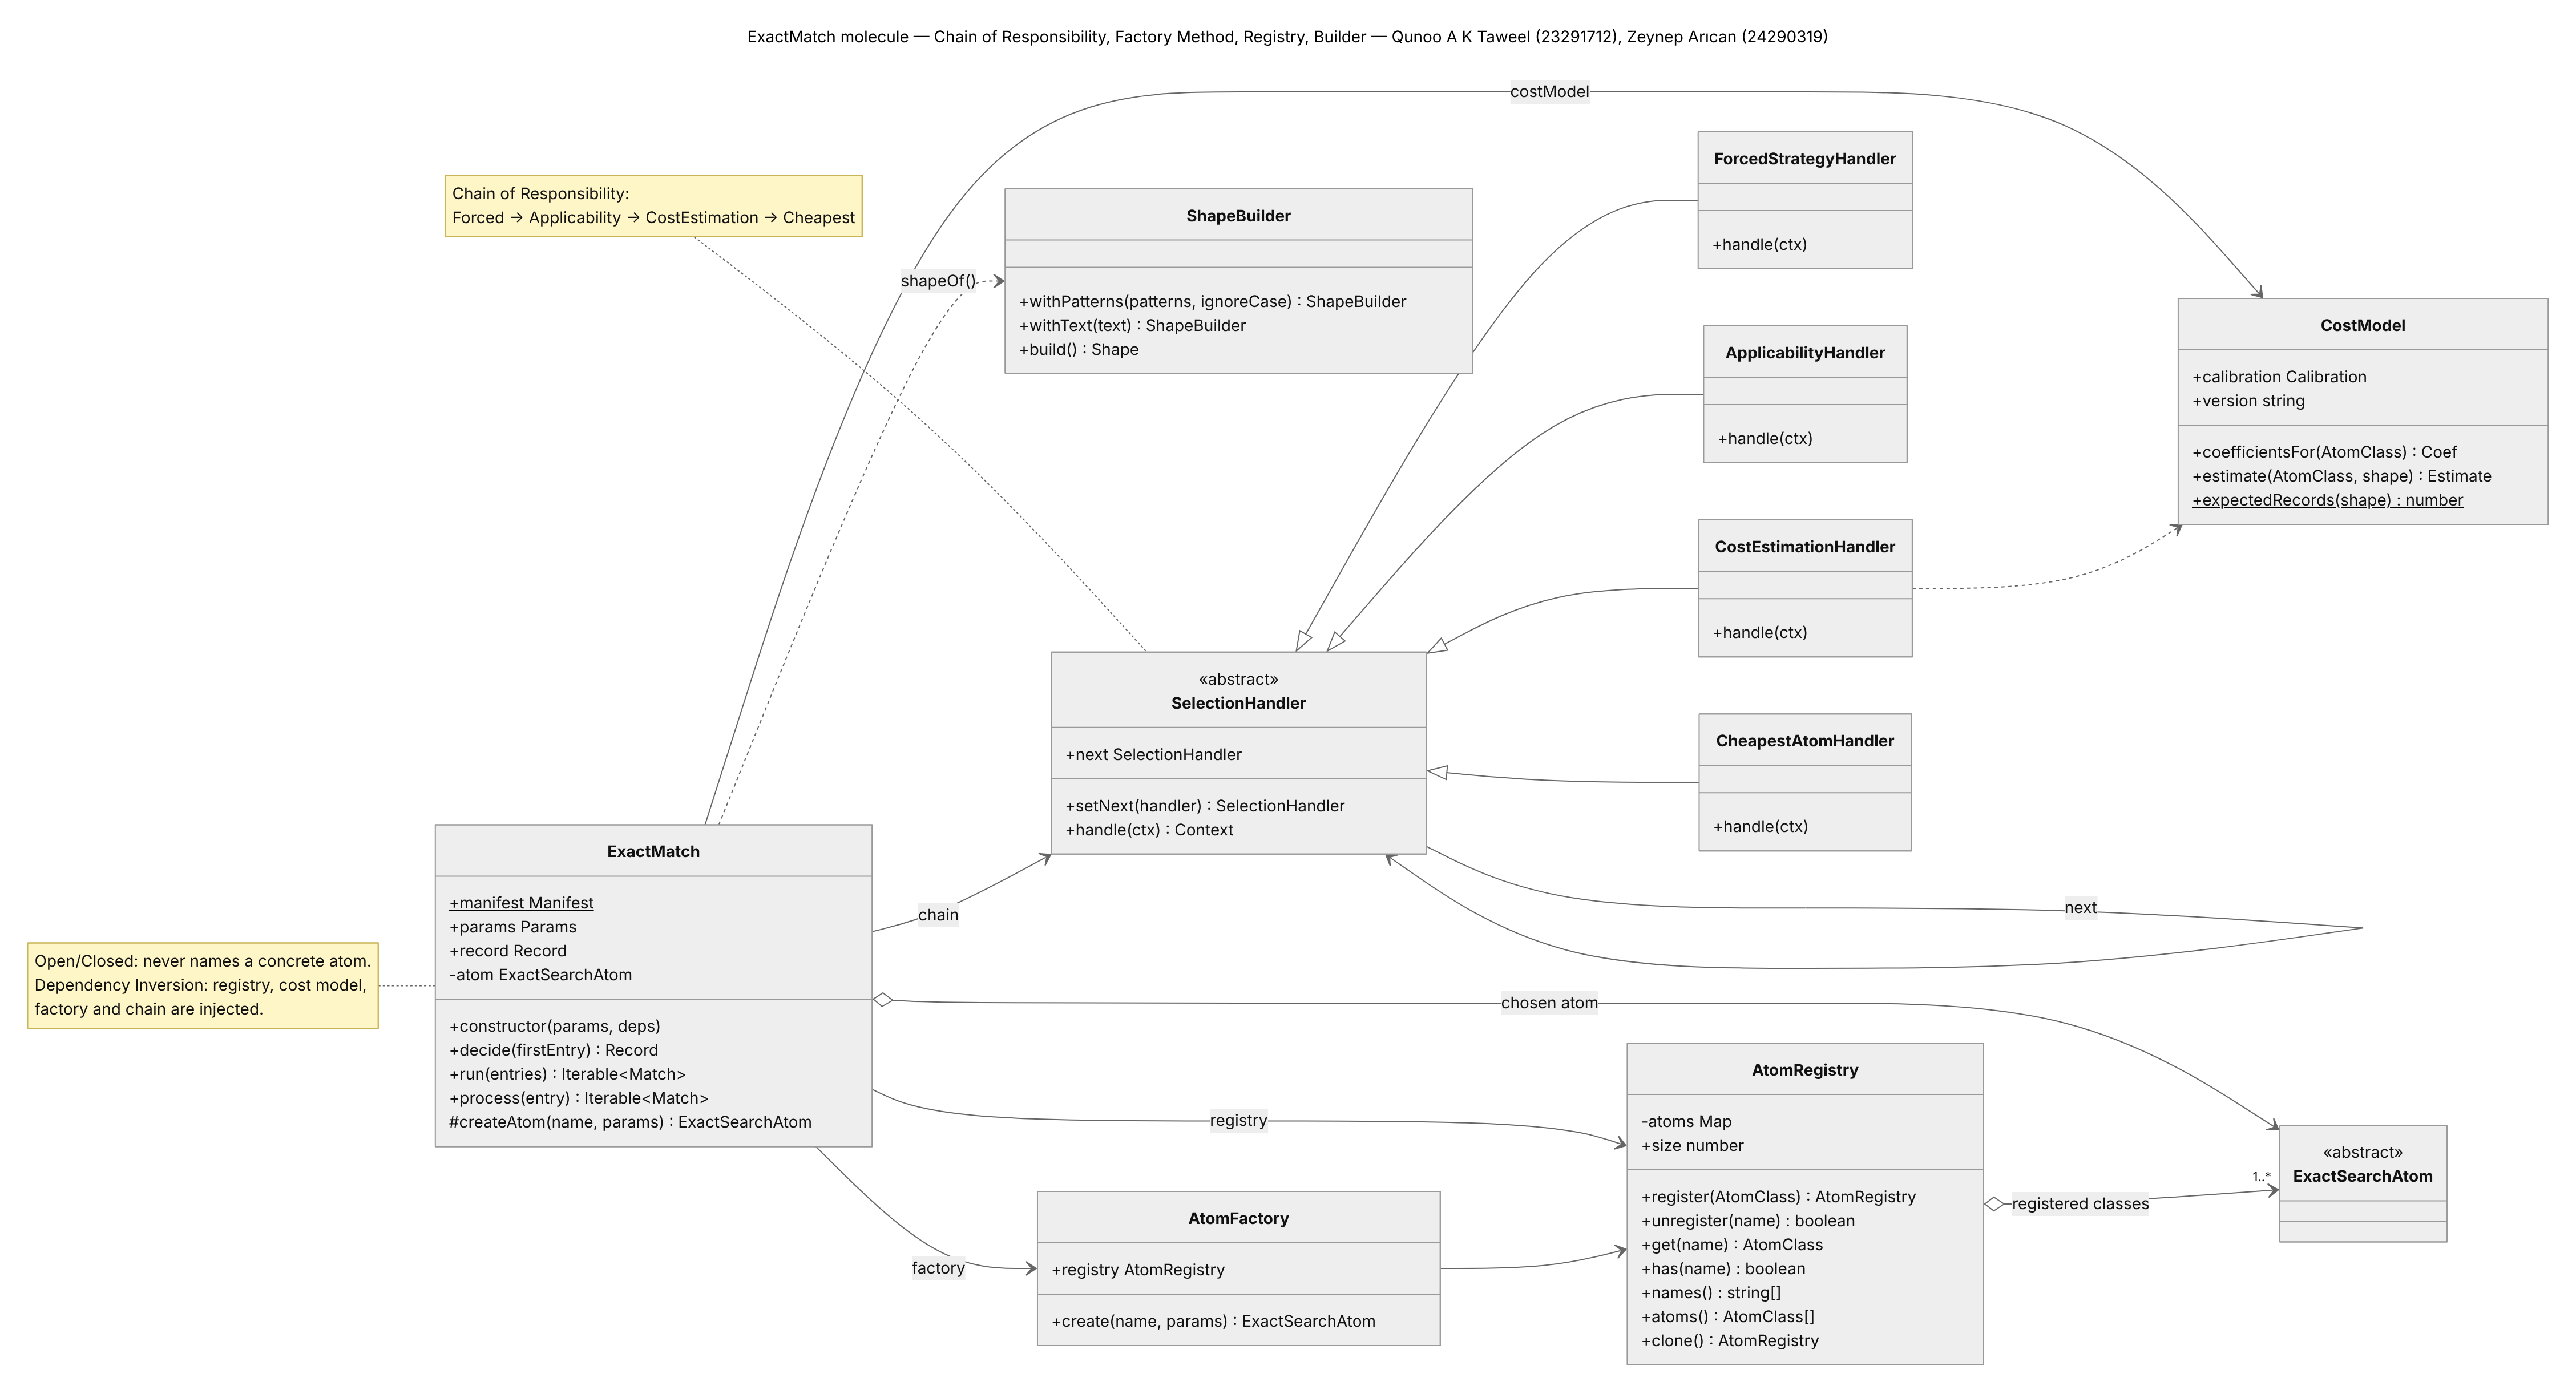 ExactMatch molecule — Chain of Responsibility, Factory Method, Registry, Builder — Qunoo A K Taweel (23291712), Zeynep Arıcan (24290319)
costModel
ForcedStrategyHandler
+handle(ctx)
Chain of Responsibility:
Forced → Applicability → CostEstimation → Cheapest
shapeOf()
ShapeBuilder
+withPatterns(patterns, ignoreCase) : ShapeBuilder
+withText(text) : ShapeBuilder
+build() : Shape
ApplicabilityHandler
+handle(ctx)
CostModel
+calibration Calibration
+version string
+coefficientsFor(AtomClass) : Coef
+estimate(AtomClass, shape) : Estimate
+expectedRecords(shape) : number
CostEstimationHandler
+handle(ctx)
«abstract»
SelectionHandler
+next SelectionHandler
+setNext(handler) : SelectionHandler
+handle(ctx) : Context
CheapestAtomHandler
+handle(ctx)
next
chain
ExactMatch
+manifest Manifest
+params Params
+record Record
-atom ExactSearchAtom
+constructor(params, deps)
+decide(firstEntry) : Record
+run(entries) : Iterable<Match>
+process(entry) : Iterable<Match>
#createAtom(name, params) : ExactSearchAtom
Open/Closed: never names a concrete atom.
Dependency Inversion: registry, cost model,
factory and chain are injected.
chosen atom
registry
factory
AtomFactory
+registry AtomRegistry
+create(name, params) : ExactSearchAtom
AtomRegistry
-atoms Map
+size number
+register(AtomClass) : AtomRegistry
+unregister(name) : boolean
+get(name) : AtomClass
+has(name) : boolean
+names() : string[]
+atoms() : AtomClass[]
+clone() : AtomRegistry
registered classes
1..*
«abstract»
ExactSearchAtom